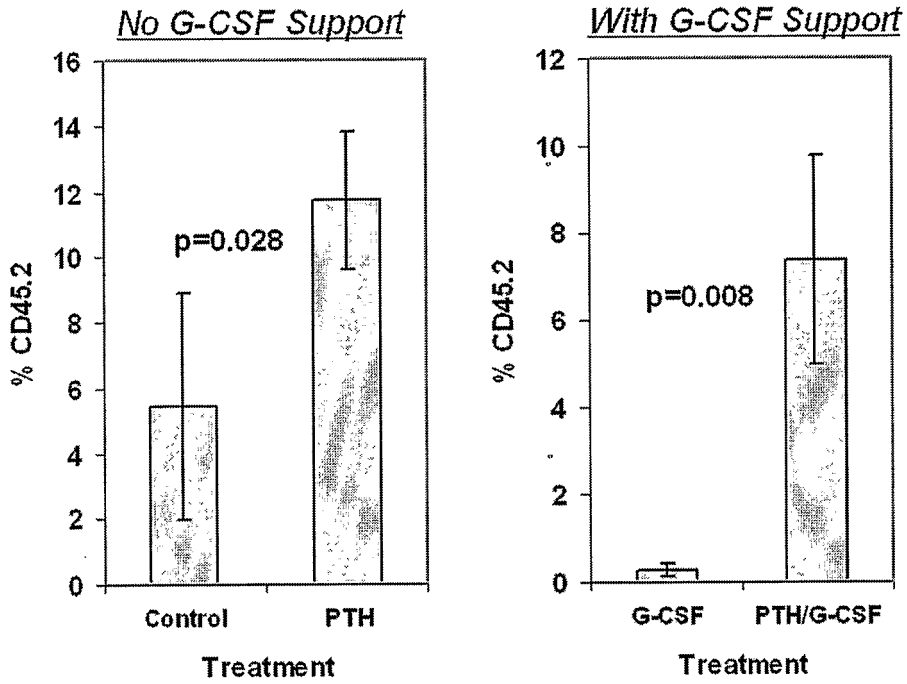 No G-CSF Support
16
14
12
10
8
6
4
2
0
% CD45.2
p=0.028
Control PTH
Treatment
With G-CSF Support
12
10
8
6
4
2
0
% CD45.2
p=0.008
G-CSF PTH/G-CSF
Treatment